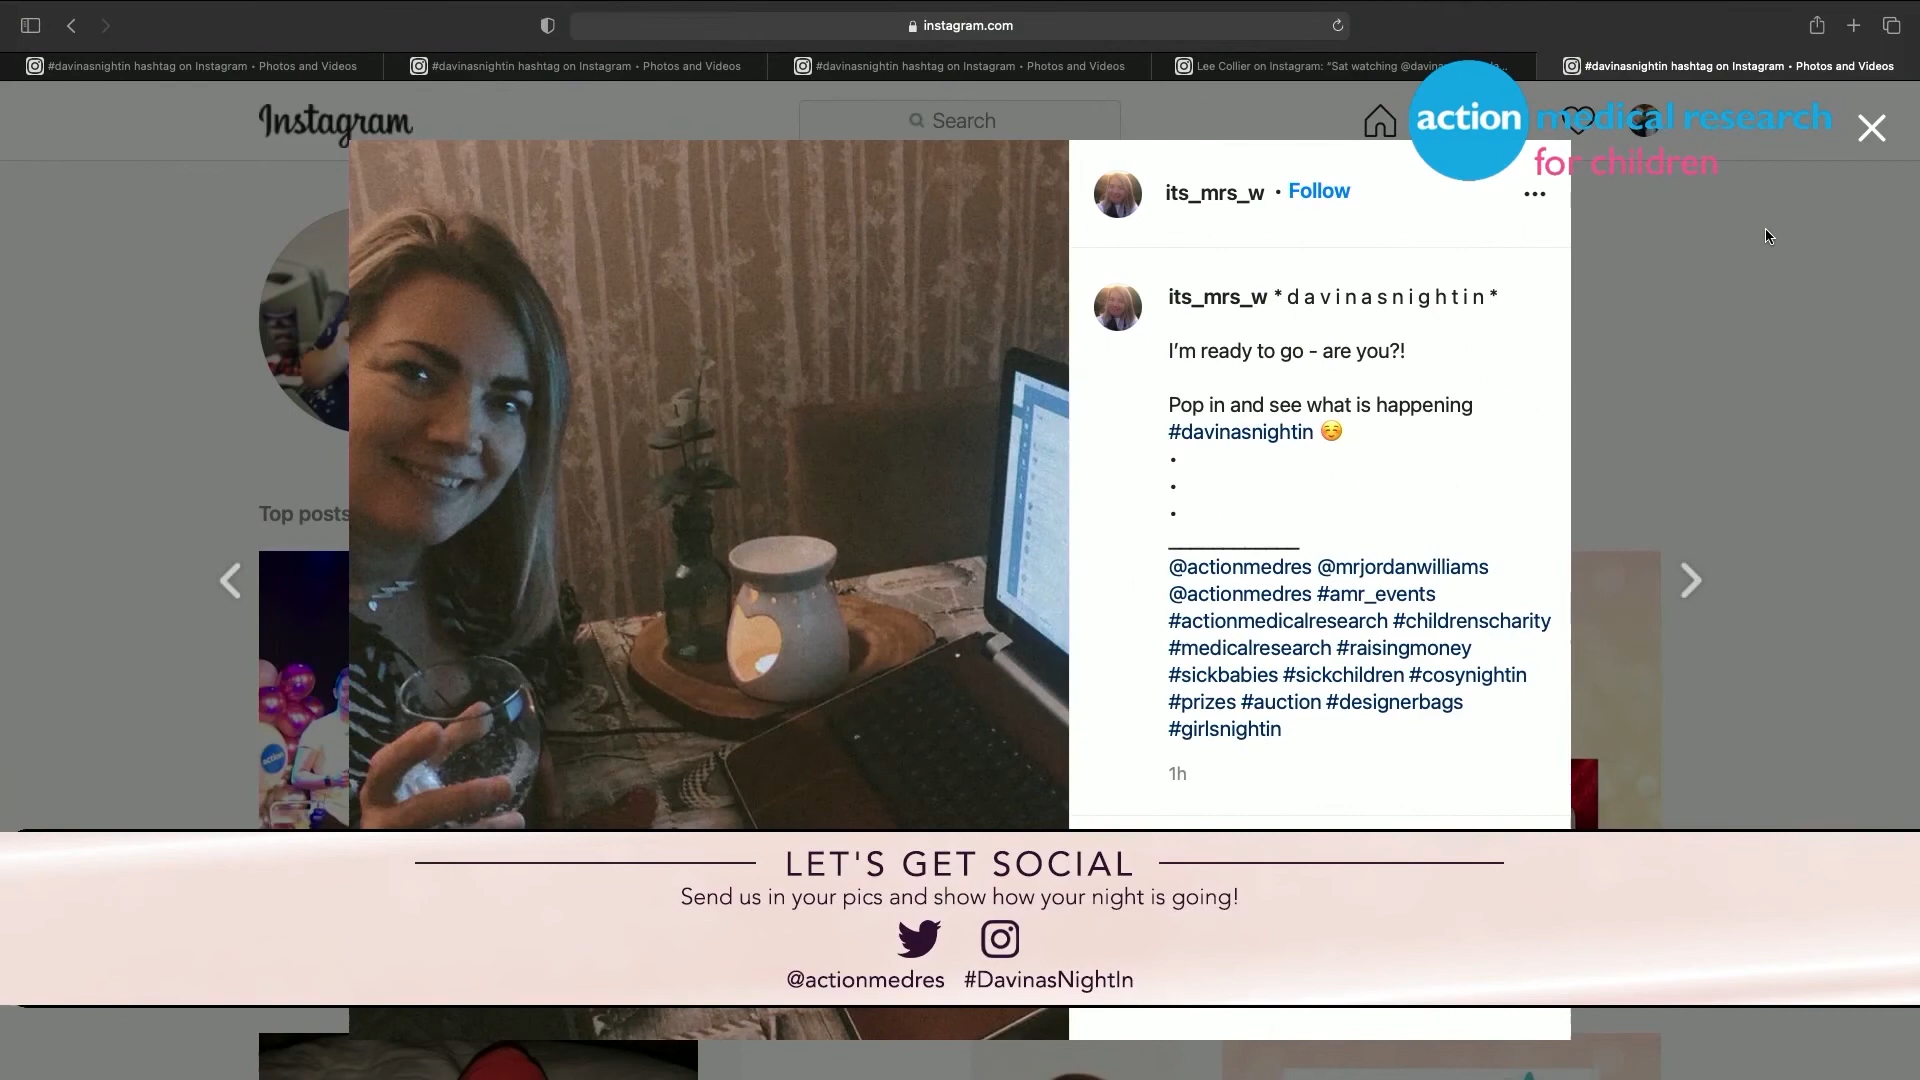 instagram.com
#davinasnightin hashtag on Instagram • Photos and Videos
#davinasnightin hashtag on Instagram • Photos and Videos
#davinasnightin hashtag on Instagram • Photos and Videos
Lee Collier on Instagram: “Sat watching
#davinasnightin hashtag on Instagram • Photos and Videos
Instagram
Search
action medical research
for children
its_mrs_w • Follow
its_mrs_w * d a v i n a s n i g h t i n *
I’m ready to go - are you?!
Pop in and see what is happening
#davinasnightin ☺️
.
.
.
____________
@actionmedres @mrjordanwilliams
@actionmedres #amr_events
#actionmedicalresearch #childrenscharity
#medicalresearch #raisingmoney
#sickbabies #sickchildren #cosynightin
#prizes #auction #designerbags
#girlsnightin
1h
Top posts
action
LET'S GET SOCIAL
Send us in your pics and show how your night is going!
@actionmedres #DavinasNightIn